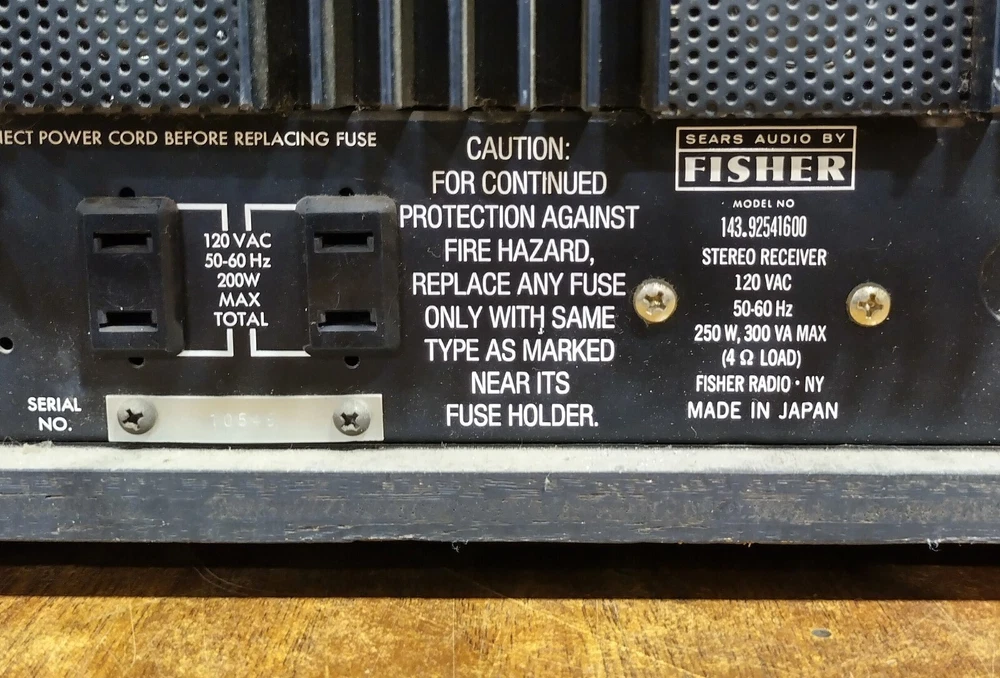 POWER CORD BEFORE REPLACING FUSE
120 VAC
50-60 Hz
200W
MAX
TOTAL
SERIAL
NO.
CAUTION:
FOR CONTINUED
PROTECTION AGAINST
FIRE HAZARD,
REPLACE ANY FUSE
ONLY WITH SAME
TYPE AS MARKED
NEAR ITS
FUSE HOLDER.
SEARS AUDIO BY
FISHER
MODEL NO
143.92541600
STEREO RECEIVER
120 VAC
50-60 Hz
250 W, 300 VA MAX
(4 Ω LOAD)
FISHER RADIO · NY
MADE IN JAPAN